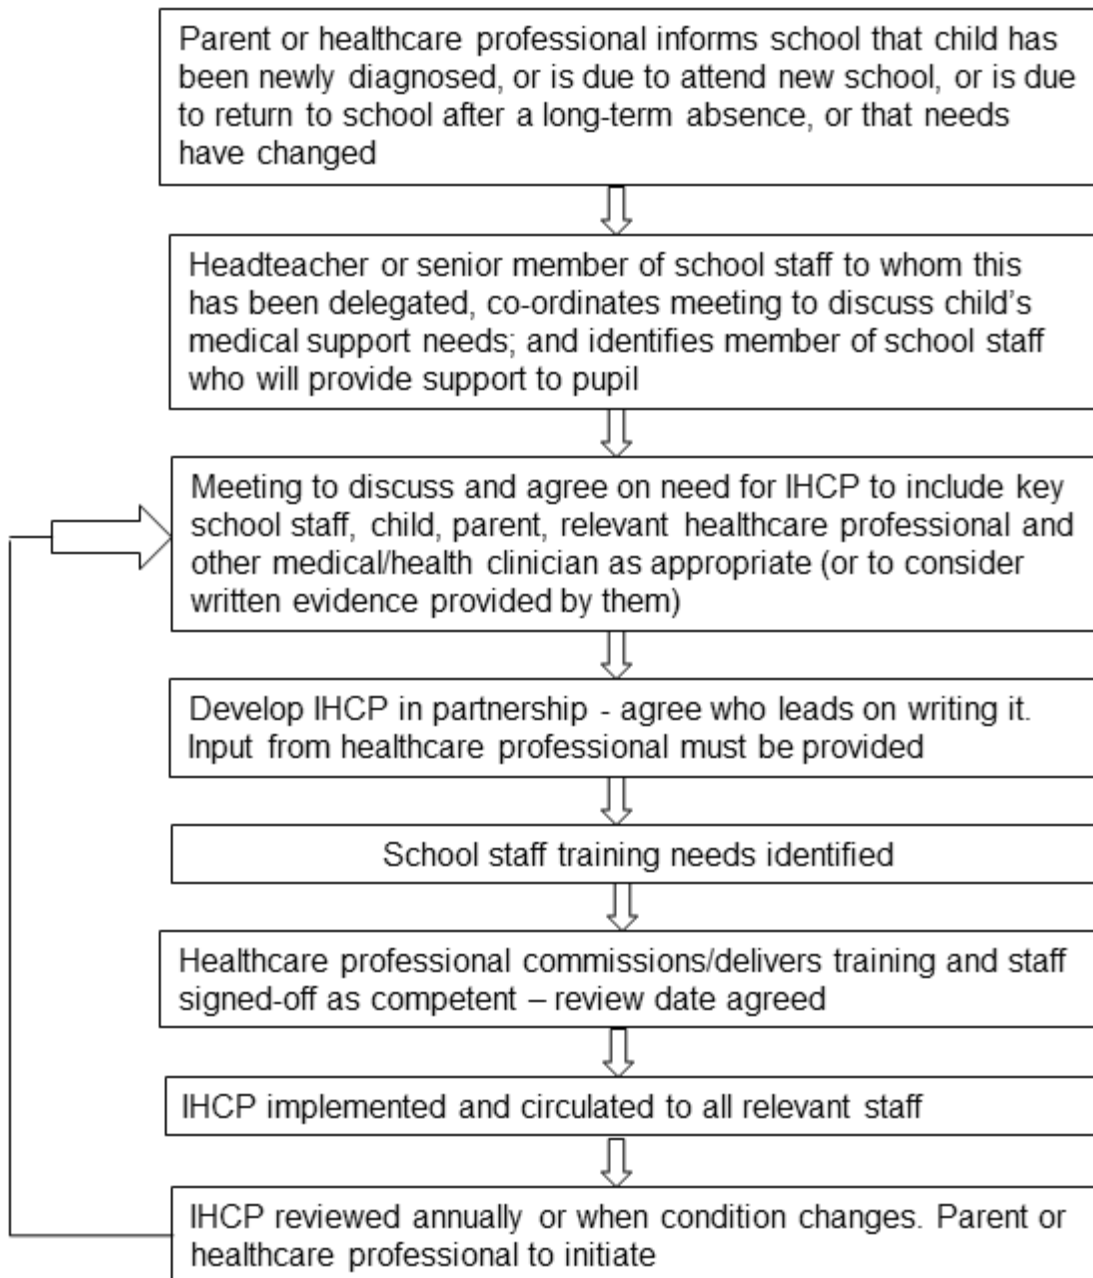 Parent or healthcare professional informs school that child has
been newly diagnosed, or is due to attend new school, or is due
to return to school after a long-term absence, or that needs
have changed
Headteacher or senior member of school staff to whom this
has been delegated, co-ordinates meeting to discuss child's
medical support needs; and identifies member of school staff
who will provide support to pupil
Meeting to discuss and agree on need for IHCP to include key
school staff, child, parent, relevant healthcare professional and
other medical/health clinician as appropriate (or to consider
written evidence provided by them)
Develop IHCP in partnership - agree who leads on writing it.
Input from healthcare professional must be provided
School staff training needs identified
Healthcare professional commissions/delivers training and staff
signed-off as competent – review date agreed
IHCP implemented and circulated to all relevant staff
IHCP reviewed annually or when condition changes. Parent or
healthcare professional to initiate